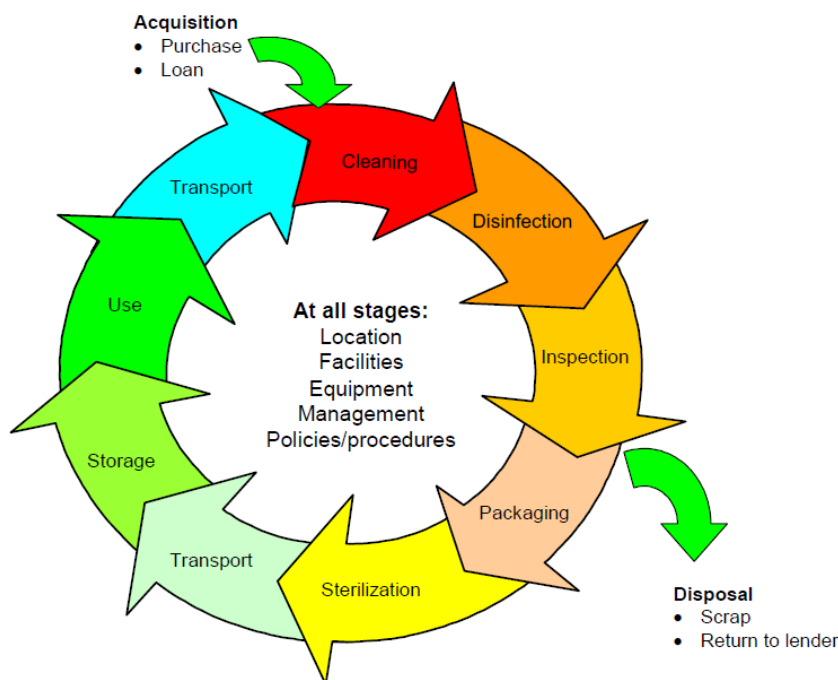 Acquisition
• Purchase
• Loan
Cleaning
Disinfection
Inspection
Packaging
Sterilization
Transport
Storage
Use
Transport
At all stages:
Location
Facilities
Equipment
Management
Policies/procedures
Disposal
• Scrap
• Return to lender